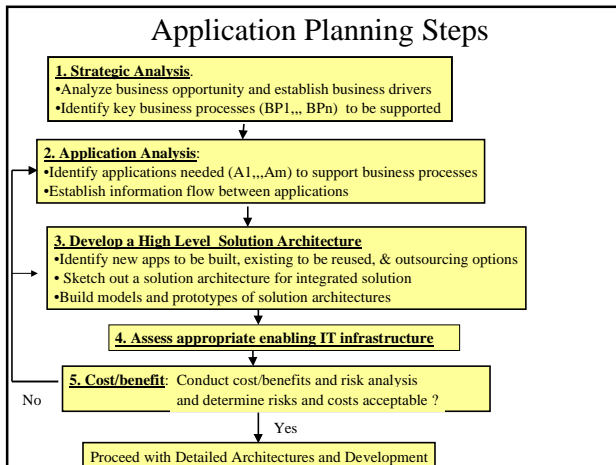 Application Planning Steps
1. Strategic Analysis.
•Analyze business opportunity and establish business drivers
•Identify key business processes (BP1,,, BPn) to be supported
2. Application Analysis:
•Identify applications needed (A1,,,Am) to support business processes
•Establish information flow between applications
3. Develop a High Level Solution Architecture
•Identify new apps to be built, existing to be reused, & outsourcing options
• Sketch out a solution architecture for integrated solution
•Build models and prototypes of solution architectures
4. Assess appropriate enabling IT infrastructure
5. Cost/benefit: Conduct cost/benefits and risk analysis
and determine risks and costs acceptable ?
No
Yes
Proceed with Detailed Architectures and Development